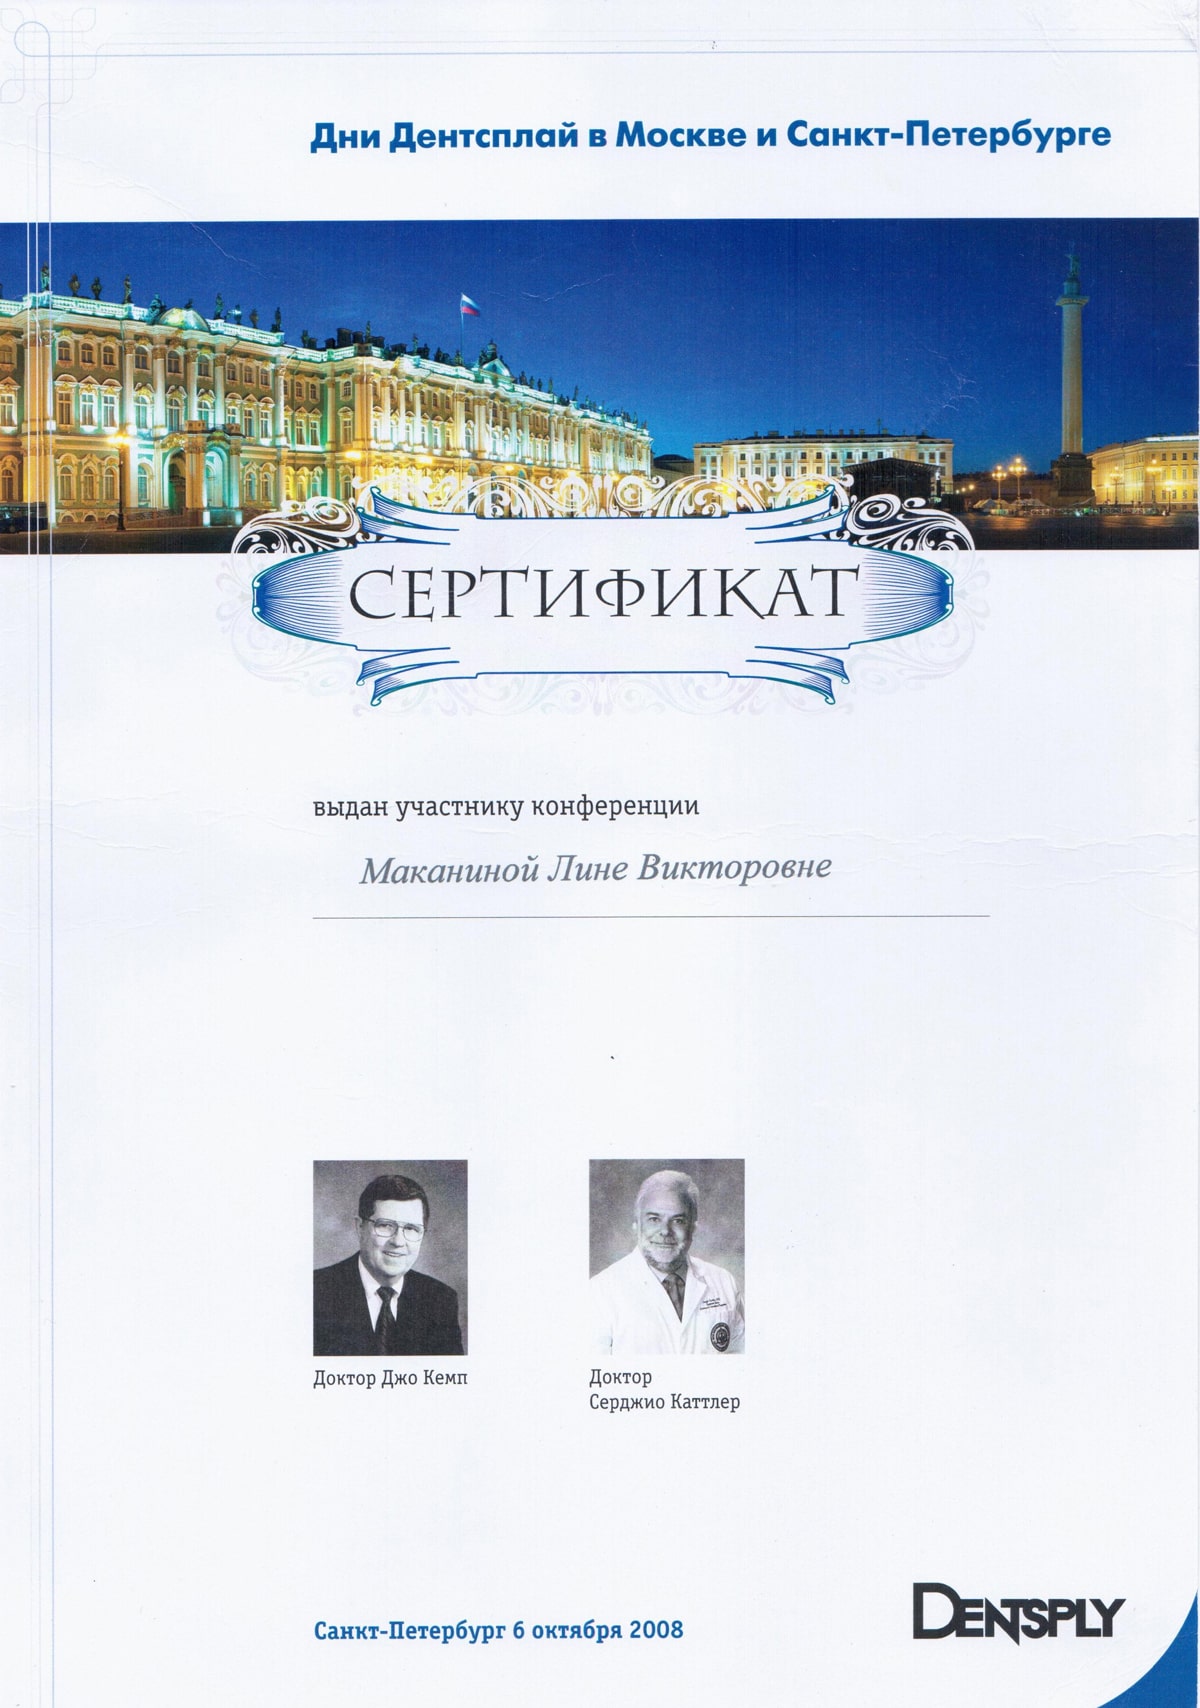 Дни Дентсплай в Москве и Санкт-Петербурге
СЕРТИФИКАТ
выдан участнику конференции
Маканиной Лине Викторовне
Доктор Джо Кемп
Доктор
Серджио Каттлер
Санкт-Петербург 6 октября 2008
DENTSPLY